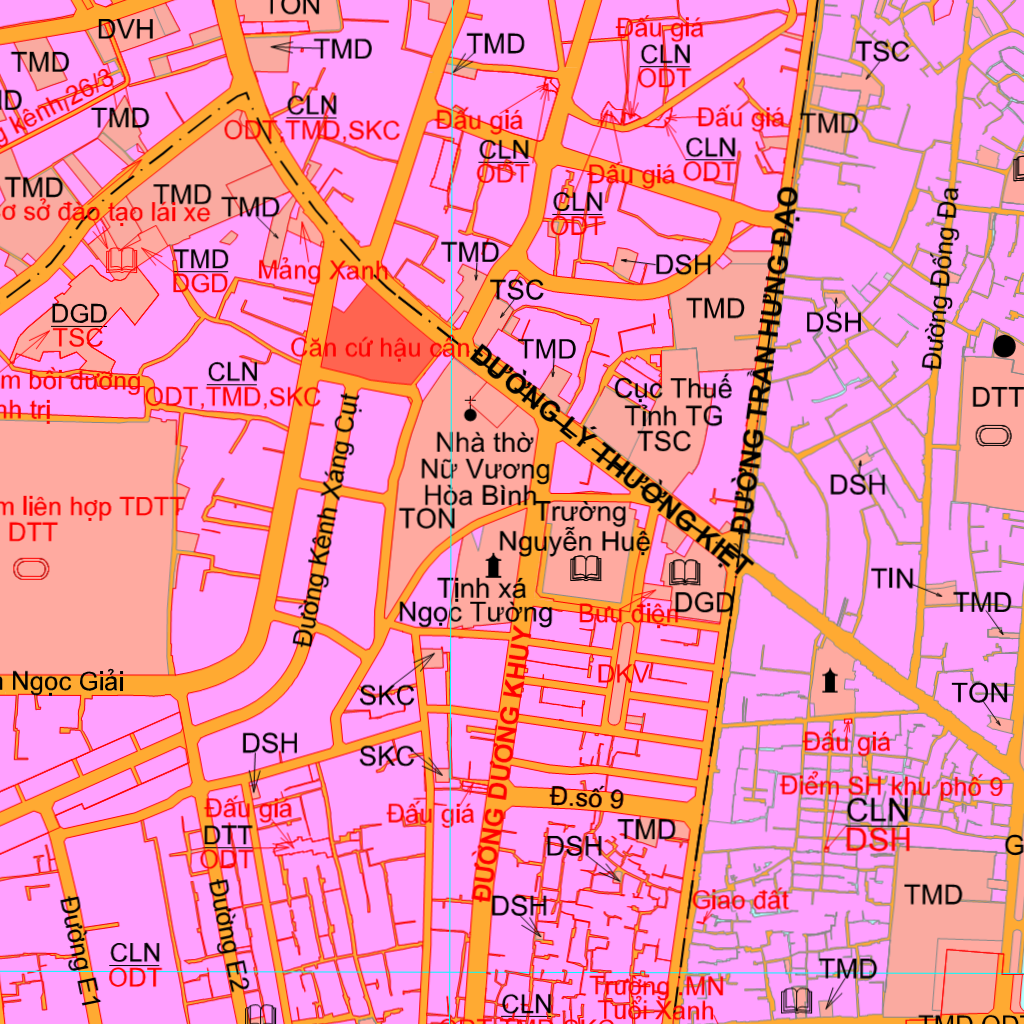 DVH
TON
TMD
TMD
TMD
TSC
Đấu giá
CLN
ODT
TMD
CLN
ODT,TMD,SKC
Đấu giá
Đấu giá
TMD
CLN
ODT
CLN
ODT
Đấu giá
TMD
TMD
TMD
CLN
ODT
TMD
DGD
Mảng Xanh
TMD
DSH
TSC
TMD
DSH
DGD
TSC
Căn cứ hậu cần
TMD
CLN
ODT,TMD,SKC
ĐƯỜNG LÝ THƯỜNG KIỆT
ĐƯỜNG TRẦN HƯNG ĐẠO
Đường Đống Đa
Cục Thuế
Tỉnh TG
TSC
DTT
Nhà thờ
Nữ Vương
Hòa Bình
TON
Đường Kênh Xáng Cụt
DSH
liên hợp TDTT
DTT
Trường
Nguyễn Huệ
Tịnh xá
Ngọc Tường
Bưu điện
DGD
TIN
TMD
Ngọc Giải
SKC
DKV
TON
ĐƯỜNG DƯƠNG KHUY
DSH
SKC
Đấu giá
Điểm SH khu phố 9
CLN
DSH
Đấu giá
Đấu giá
Đ.số 9
DTT
ODT
TMD
DSH
TMD
Giao đất
DSH
Đường E1
Đường E2
CLN
ODT
TMD
Trường MN
Tuổi Xanh
CLN